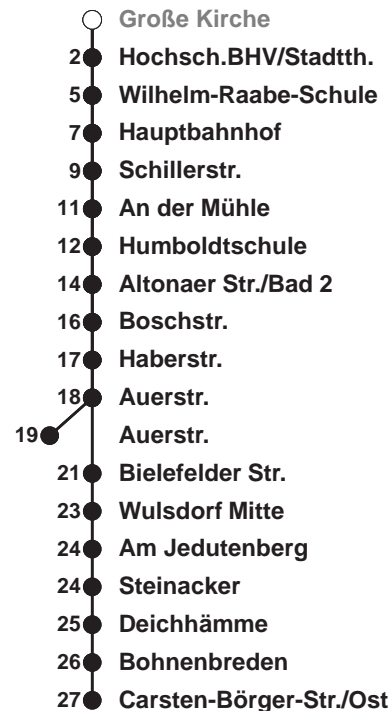 Große Kirche
2 Hochsch.BHV/Stadtth.
5 Wilhelm-Raabe-Schule
7 Hauptbahnhof
9 Schillerstr.
11 An der Mühle
12 Humboldtschule
14 Altonaer Str./Bad 2
16 Boschstr.
17 Haberstr.
18 Auerstr.
19 Auerstr.
21 Bielefelder Str.
23 Wulsdorf Mitte
24 Am Jedutenberg
24 Steinacker
25 Deichhämme
26 Bohnenbreden
27 Carsten-Börger-Str./Ost